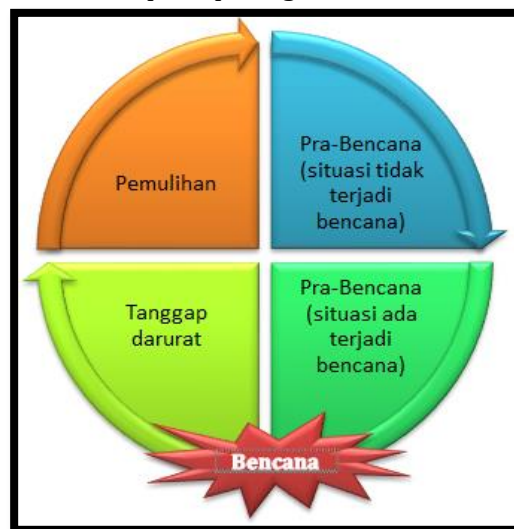 Pemulihan
Pra-Bencana
(situasi tidak
terjadi
bencana)
Tanggap
darurat
Pra-Bencana
(situasi ada
terjadi
bencana)
Bencana